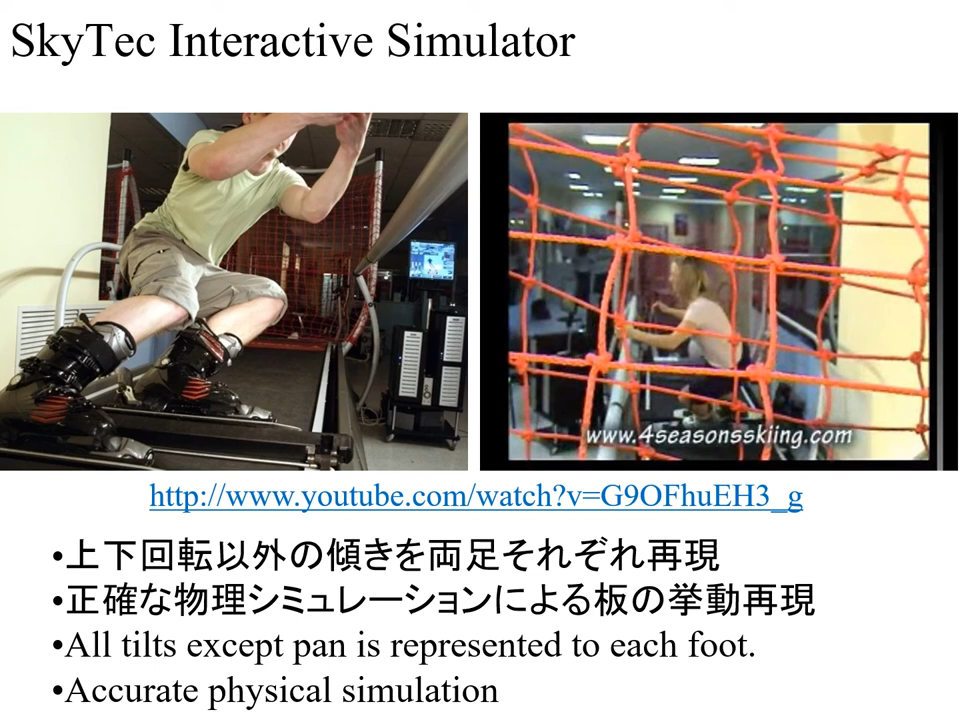 SkyTec Interactive Simulator
www.4seasonsskiing.com
http://www.youtube.com/watch?v=G9OFhuEH3_g
•上下回転以外の傾きを両足それぞれ再現
•正確な物理シミュレーションによる板の挙動再現
•All tilts except pan is represented to each foot.
•Accurate physical simulation